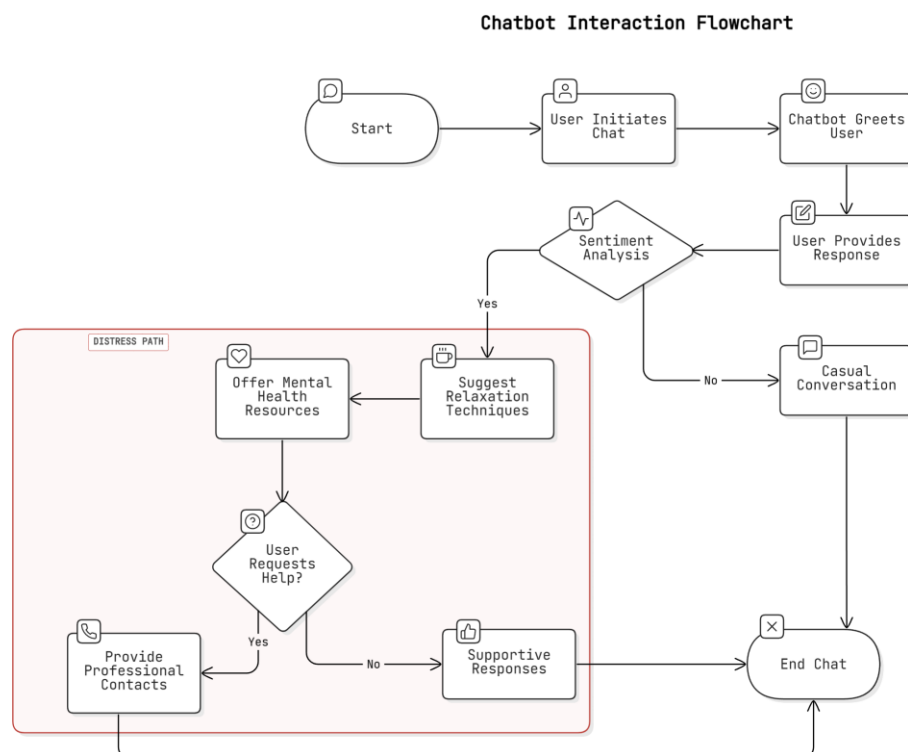 Chatbot Interaction Flowchart
Start
User Initiates
Chat
Chatbot Greets
User
User Provides
Response
Sentiment
Analysis
Yes
No
DISTRESS PATH
Suggest
Relaxation
Techniques
Offer Mental
Health
Resources
Casual
Conversation
User
Requests
Help?
Yes
No
Provide
Professional
Contacts
Supportive
Responses
End Chat